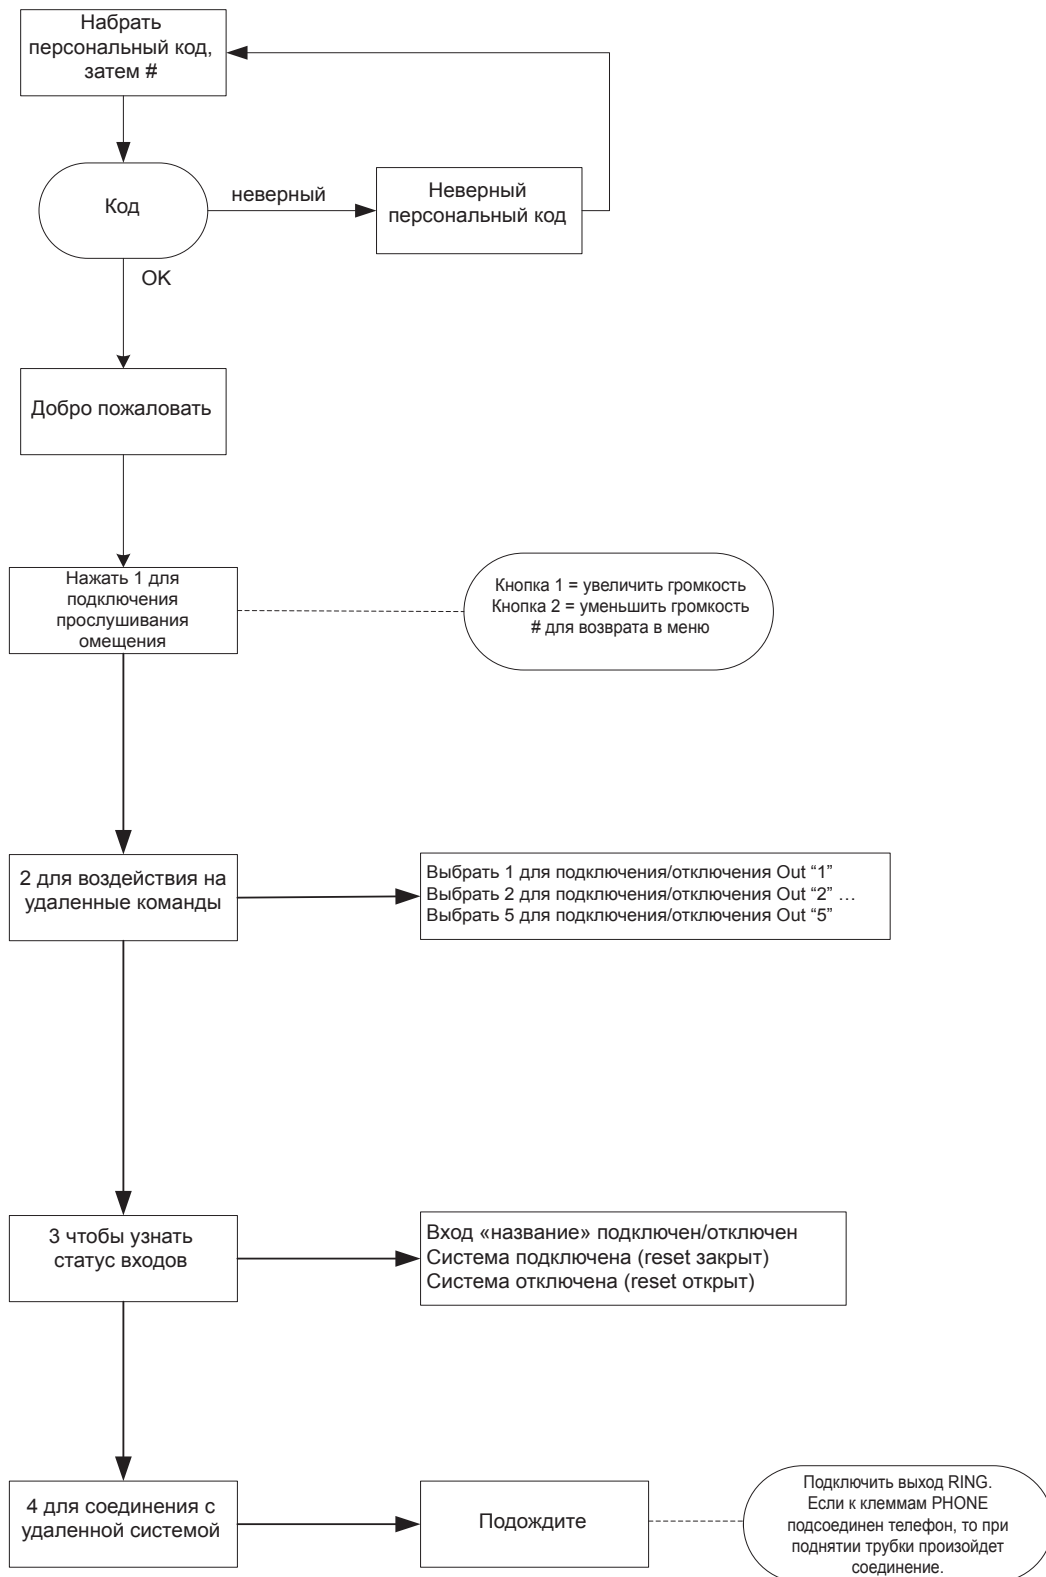 Набрать
персональный код,
затем #
Код
неверный
Неверный
персональный код
OK
Добро пожаловать
Нажать 1 для
подключения
прослушивания
омещения
Кнопка 1 = увеличить громкость
Кнопка 2 = уменьшить громкость
# для возврата в меню
2 для воздействия на
удаленные команды
Выбрать 1 для подключения/отключения Out “1”
Выбрать 2 для подключения/отключения Out “2” …
Выбрать 5 для подключения/отключения Out “5”
3 чтобы узнать
статус входов
Вход «название» подключен/отключен
Система подключена (reset закрыт)
Система отключена (reset открыт)
4 для соединения с
удаленной системой
Подождите
Подключить выход RING.
Если к клеммам PHONE
подсоединен телефон, то при
поднятии трубки произойдет
соединение.